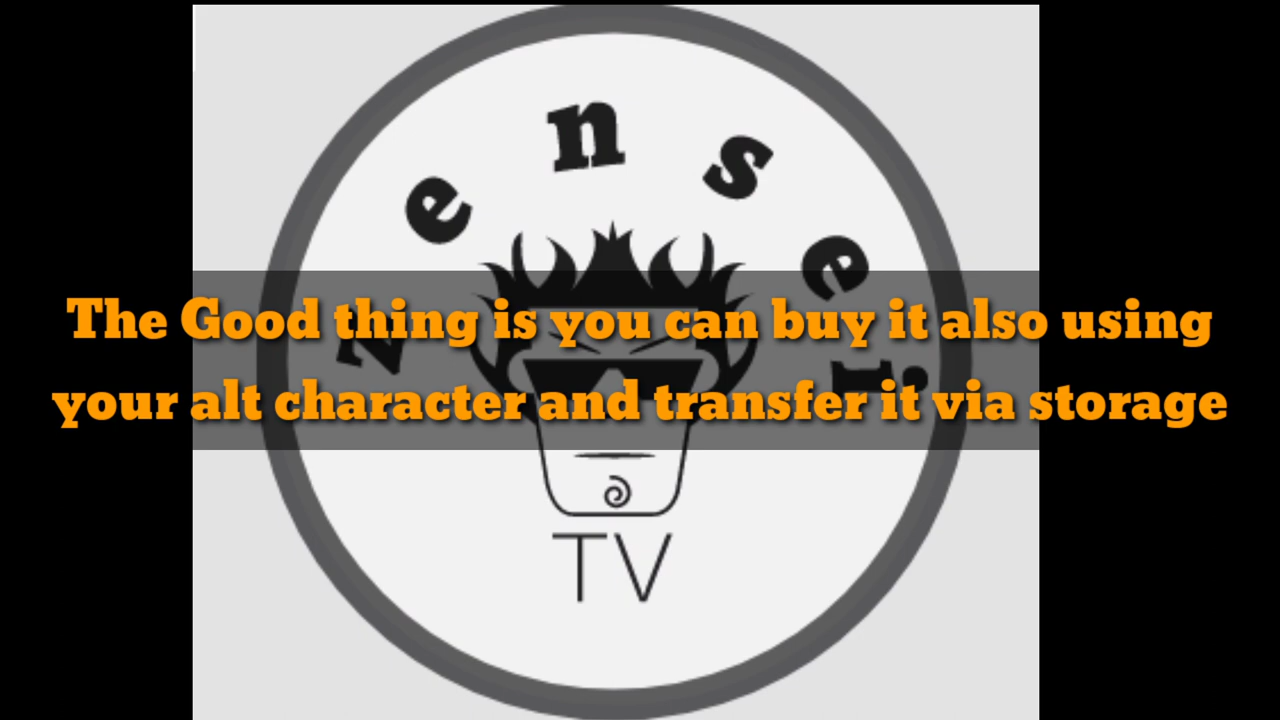 zensei
The Good thing is you can buy it also using
your alt character and transfer it via storage
TV